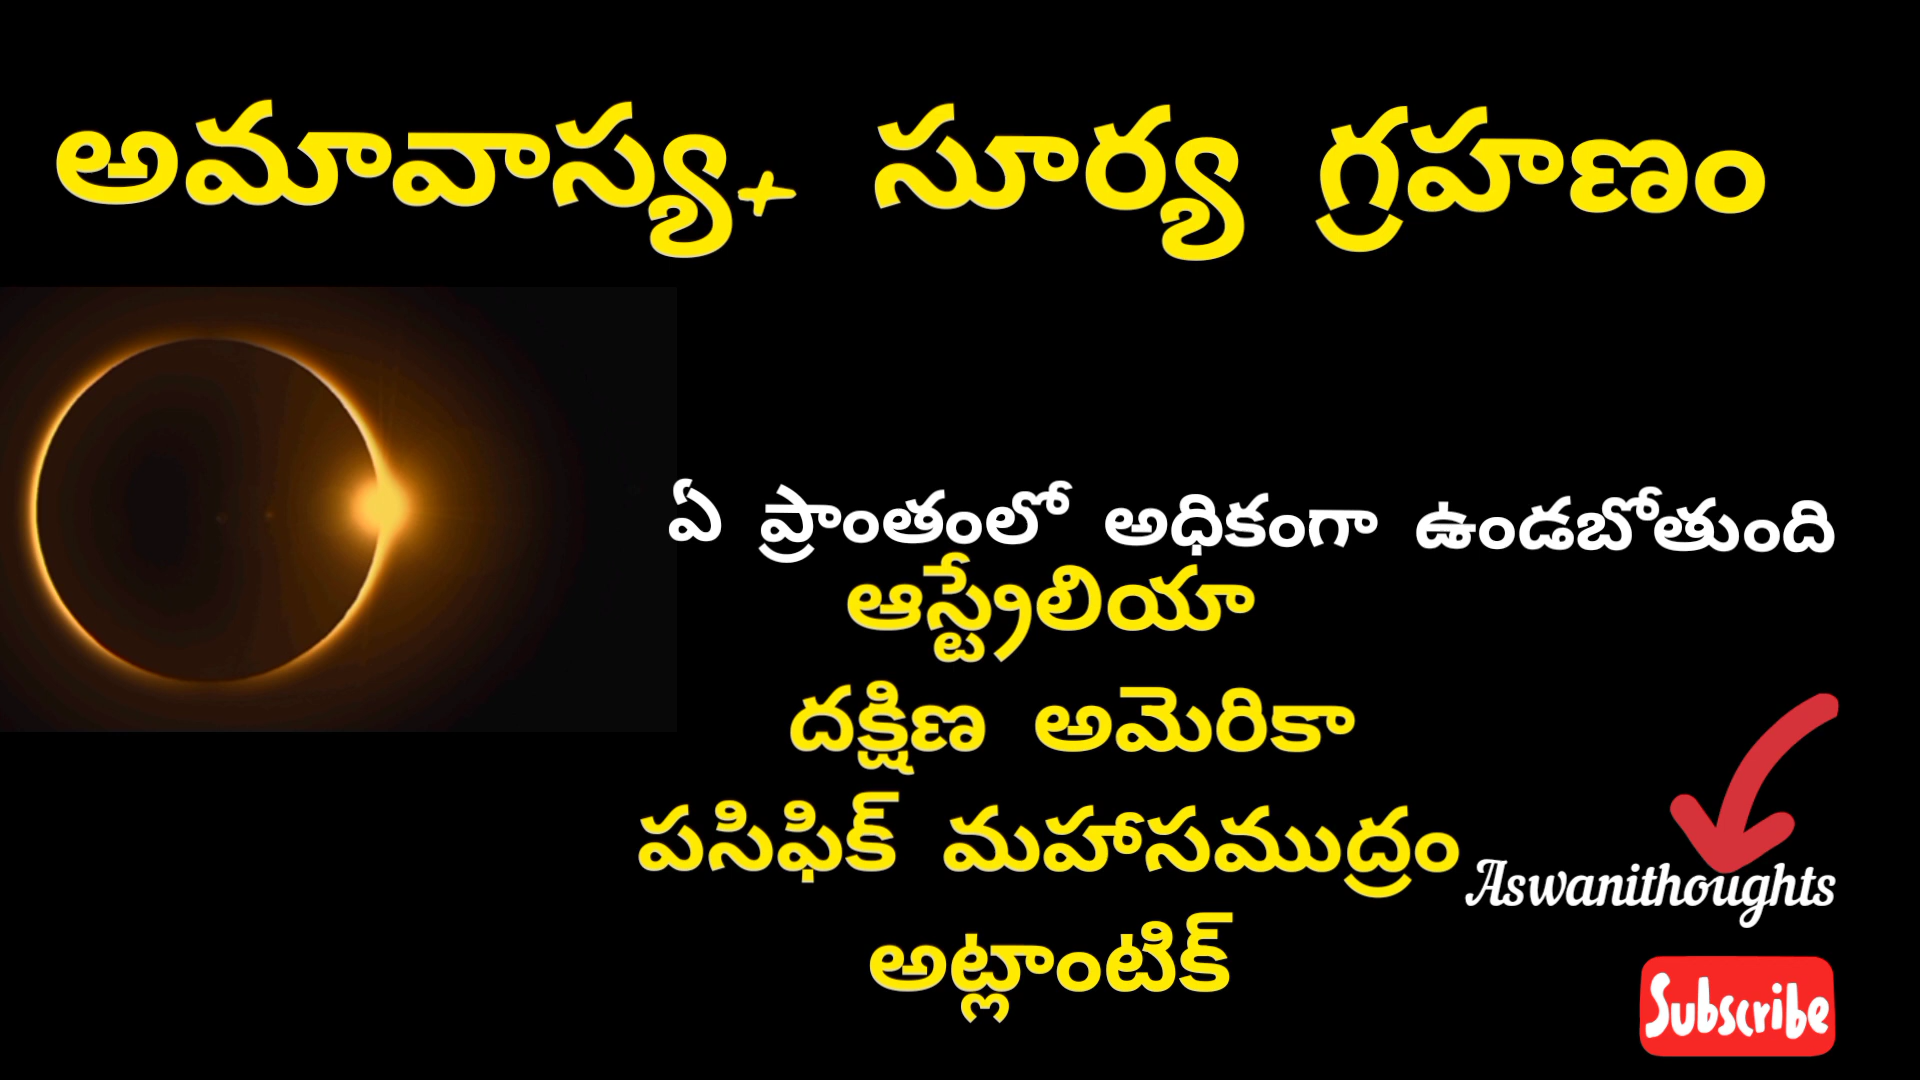 అమావాస్య+ సూర్య గ్రహణం
ఏ ప్రాంతంలో అధికంగా ఉండబోతుంది
ఆస్ట్రేలియా
దక్షిణ అమెరికా
పసిఫిక్ మహాసముద్రం
Aswanithoughts
అట్లాంటిక్
Subscribe